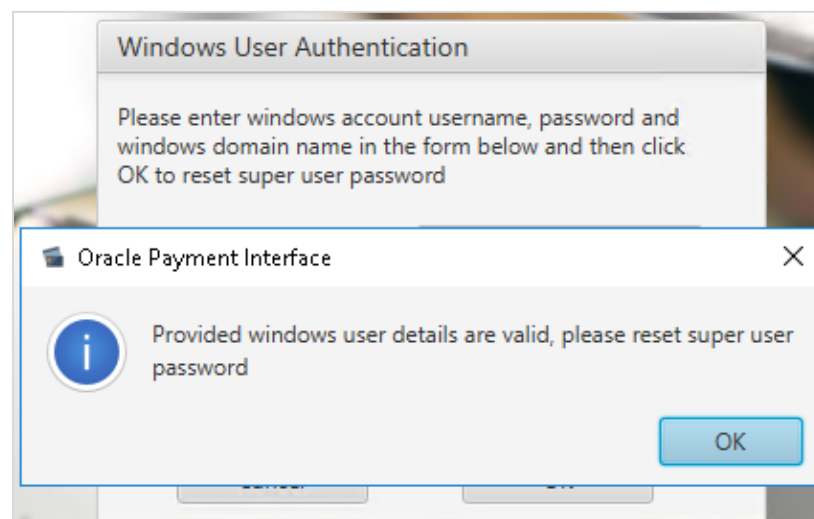 Windows User Authentication
Please enter windows account username, password and
windows domain name in the form below and then click
OK to reset super user password
Oracle Payment Interface
Provided windows user details are valid, please reset super user
password
OK